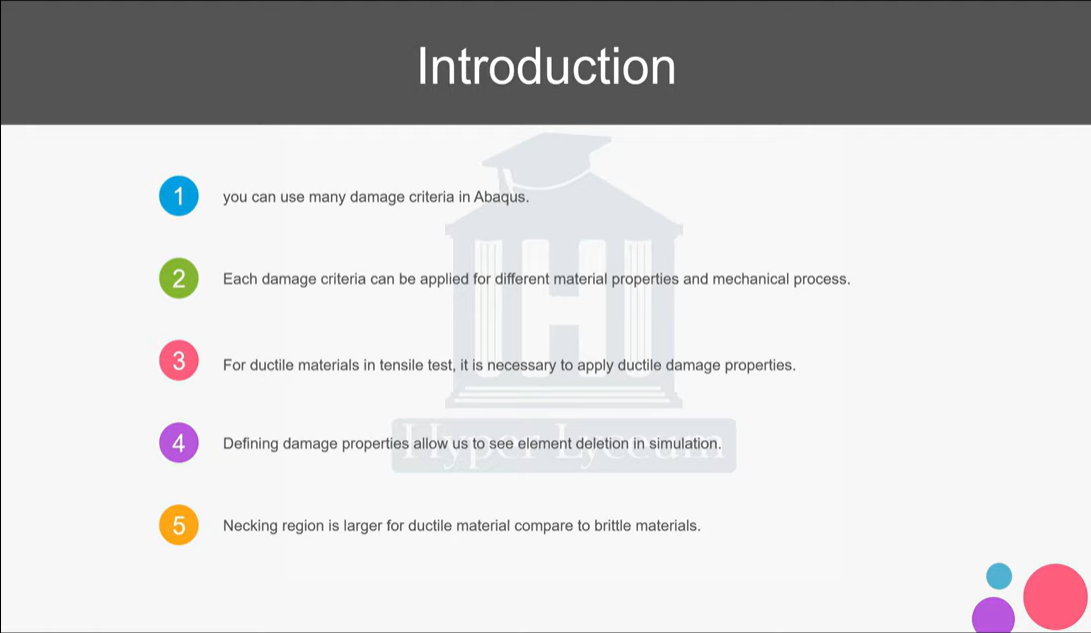 Introduction
1 you can use many damage criteria in Abaqus.
2 Each damage criteria can be applied for different material properties and mechanical process.
3 For ductile materials in tensile test, it is necessary to apply ductile damage properties.
4 Defining damage properties allow us to see element deletion in simulation.
Hyper Lyceum
5 Necking region is larger for ductile material compare to brittle materials.